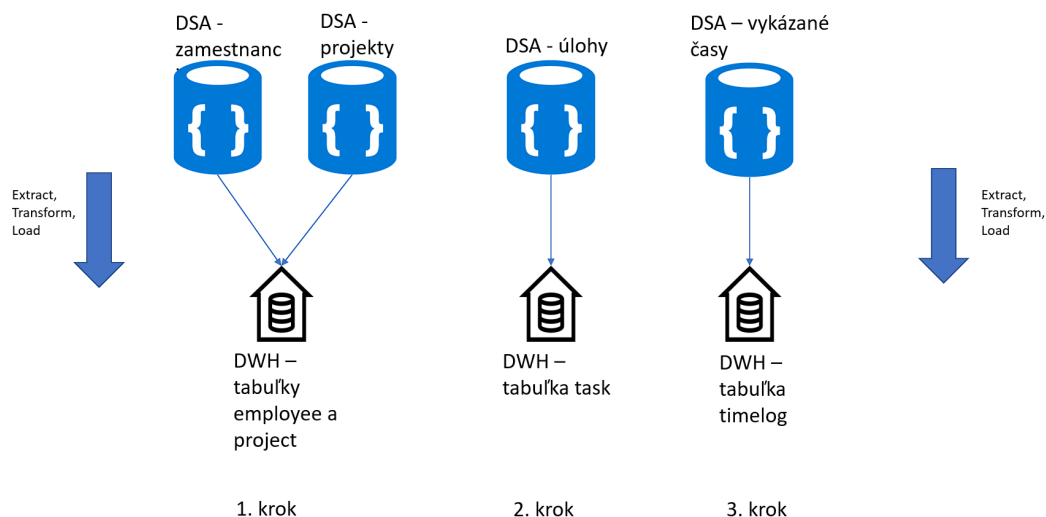 DSA -
zamestnanc
DSA -
projekty
DSA - úlohy
DSA – vykázané
časy
{ }
{ }
{ }
{ }
Extract,
Transform,
Load
Extract,
Transform,
Load
DWH –
tabuľky
employee a
project
DWH –
tabuľka task
DWH –
tabuľka
timelog
1. krok
2. krok
3. krok